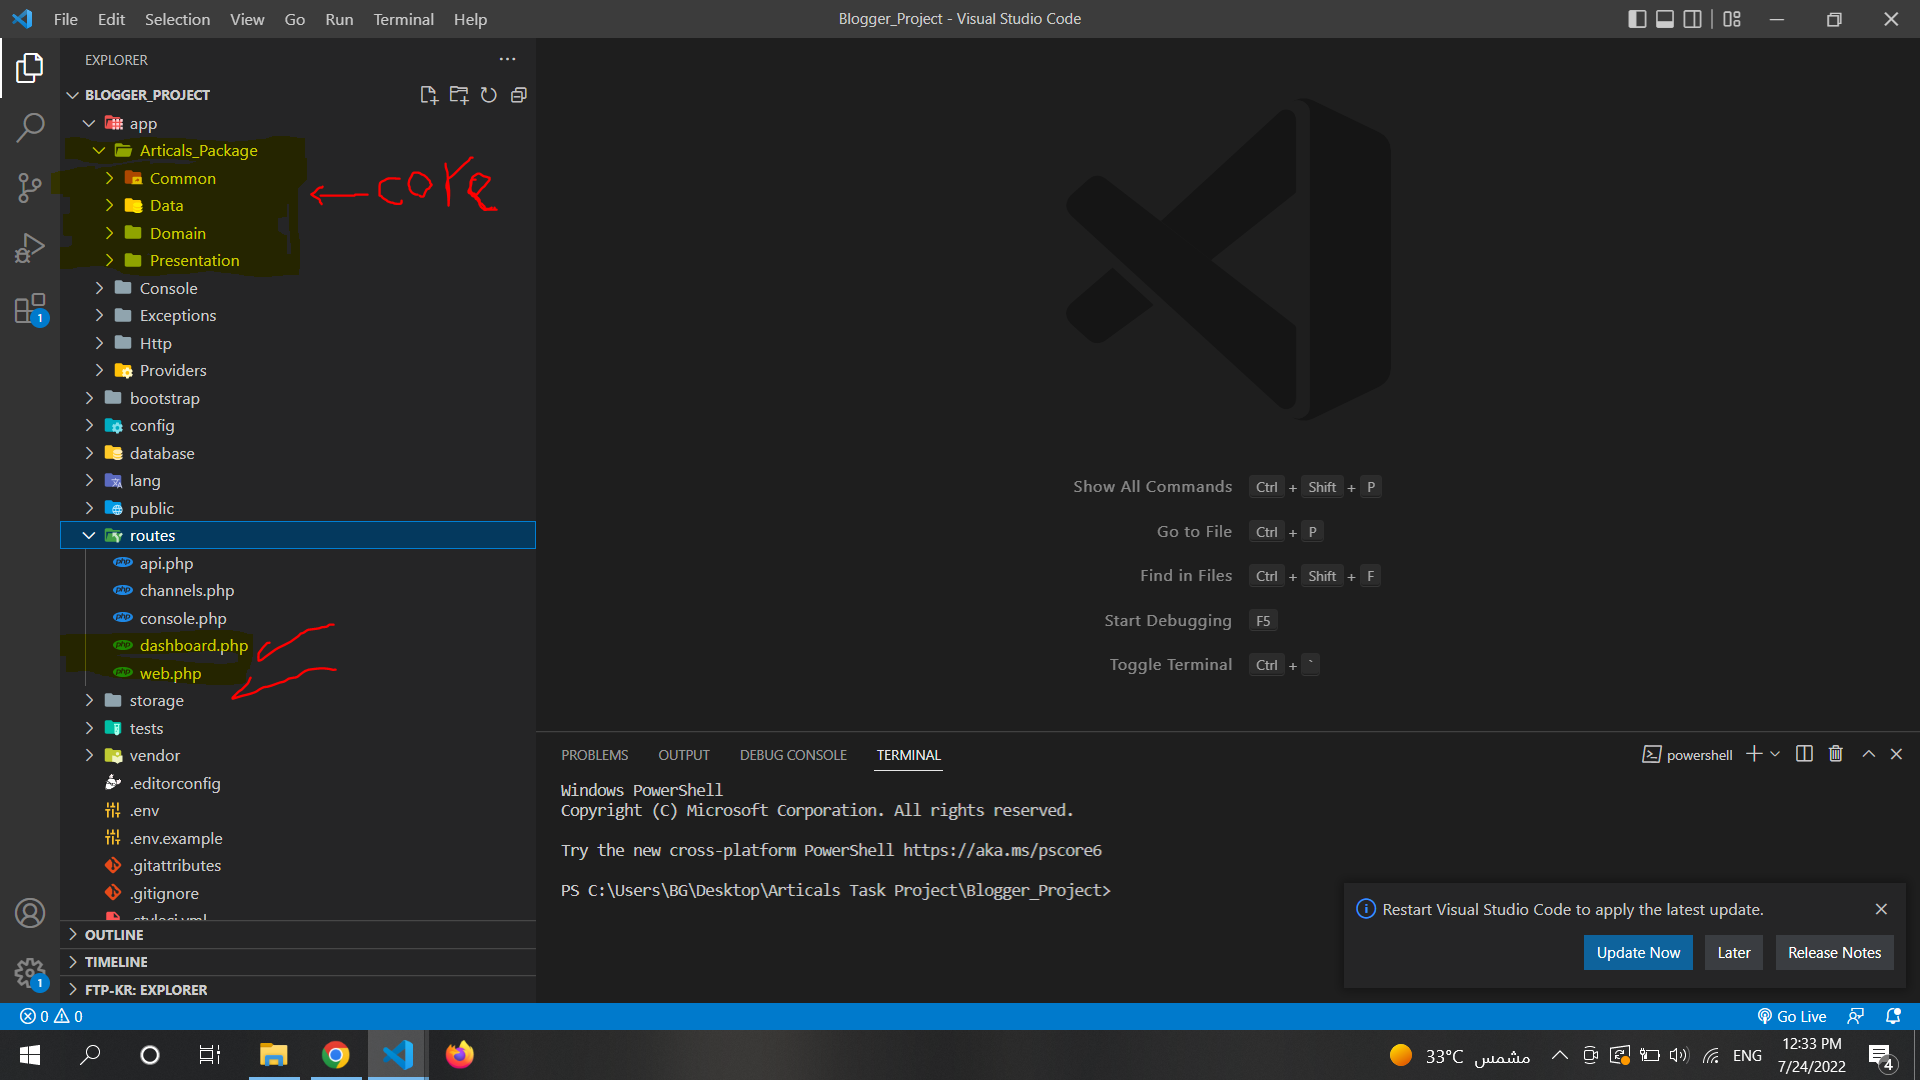 File Edit Selection View Go Run Terminal Help
Blogger_Project - Visual Studio Code
EXPLORER
BLOGGER_PROJECT
app
Articals_Package
Common
core
Data
Domain
Presentation
Console
Exceptions
Http
Providers
bootstrap
config
database
lang
public
routes
api.php
channels.php
console.php
dashboard.php
web.php
storage
tests
vendor
.editorconfig
.env
.env.example
.gitattributes
.gitignore
.styleci.yml
OUTLINE
TIMELINE
FTP-KR: EXPLORER
Show All Commands Ctrl + Shift + P
Go to File Ctrl + P
Find in Files Ctrl + Shift + F
Start Debugging F5
Toggle Terminal Ctrl + `
PROBLEMS OUTPUT DEBUG CONSOLE TERMINAL
powershell
Windows PowerShell
Copyright (C) Microsoft Corporation. All rights reserved.
Try the new cross-platform PowerShell https://aka.ms/pscore6
PS C:\Users\BG\Desktop\Articals Task Project\Blogger_Project>
Restart Visual Studio Code to apply the latest update.
Update Now Later Release Notes
1
1
0 0
Go Live
33°C مشمس
ENG
12:33 PM
7/24/2022
4